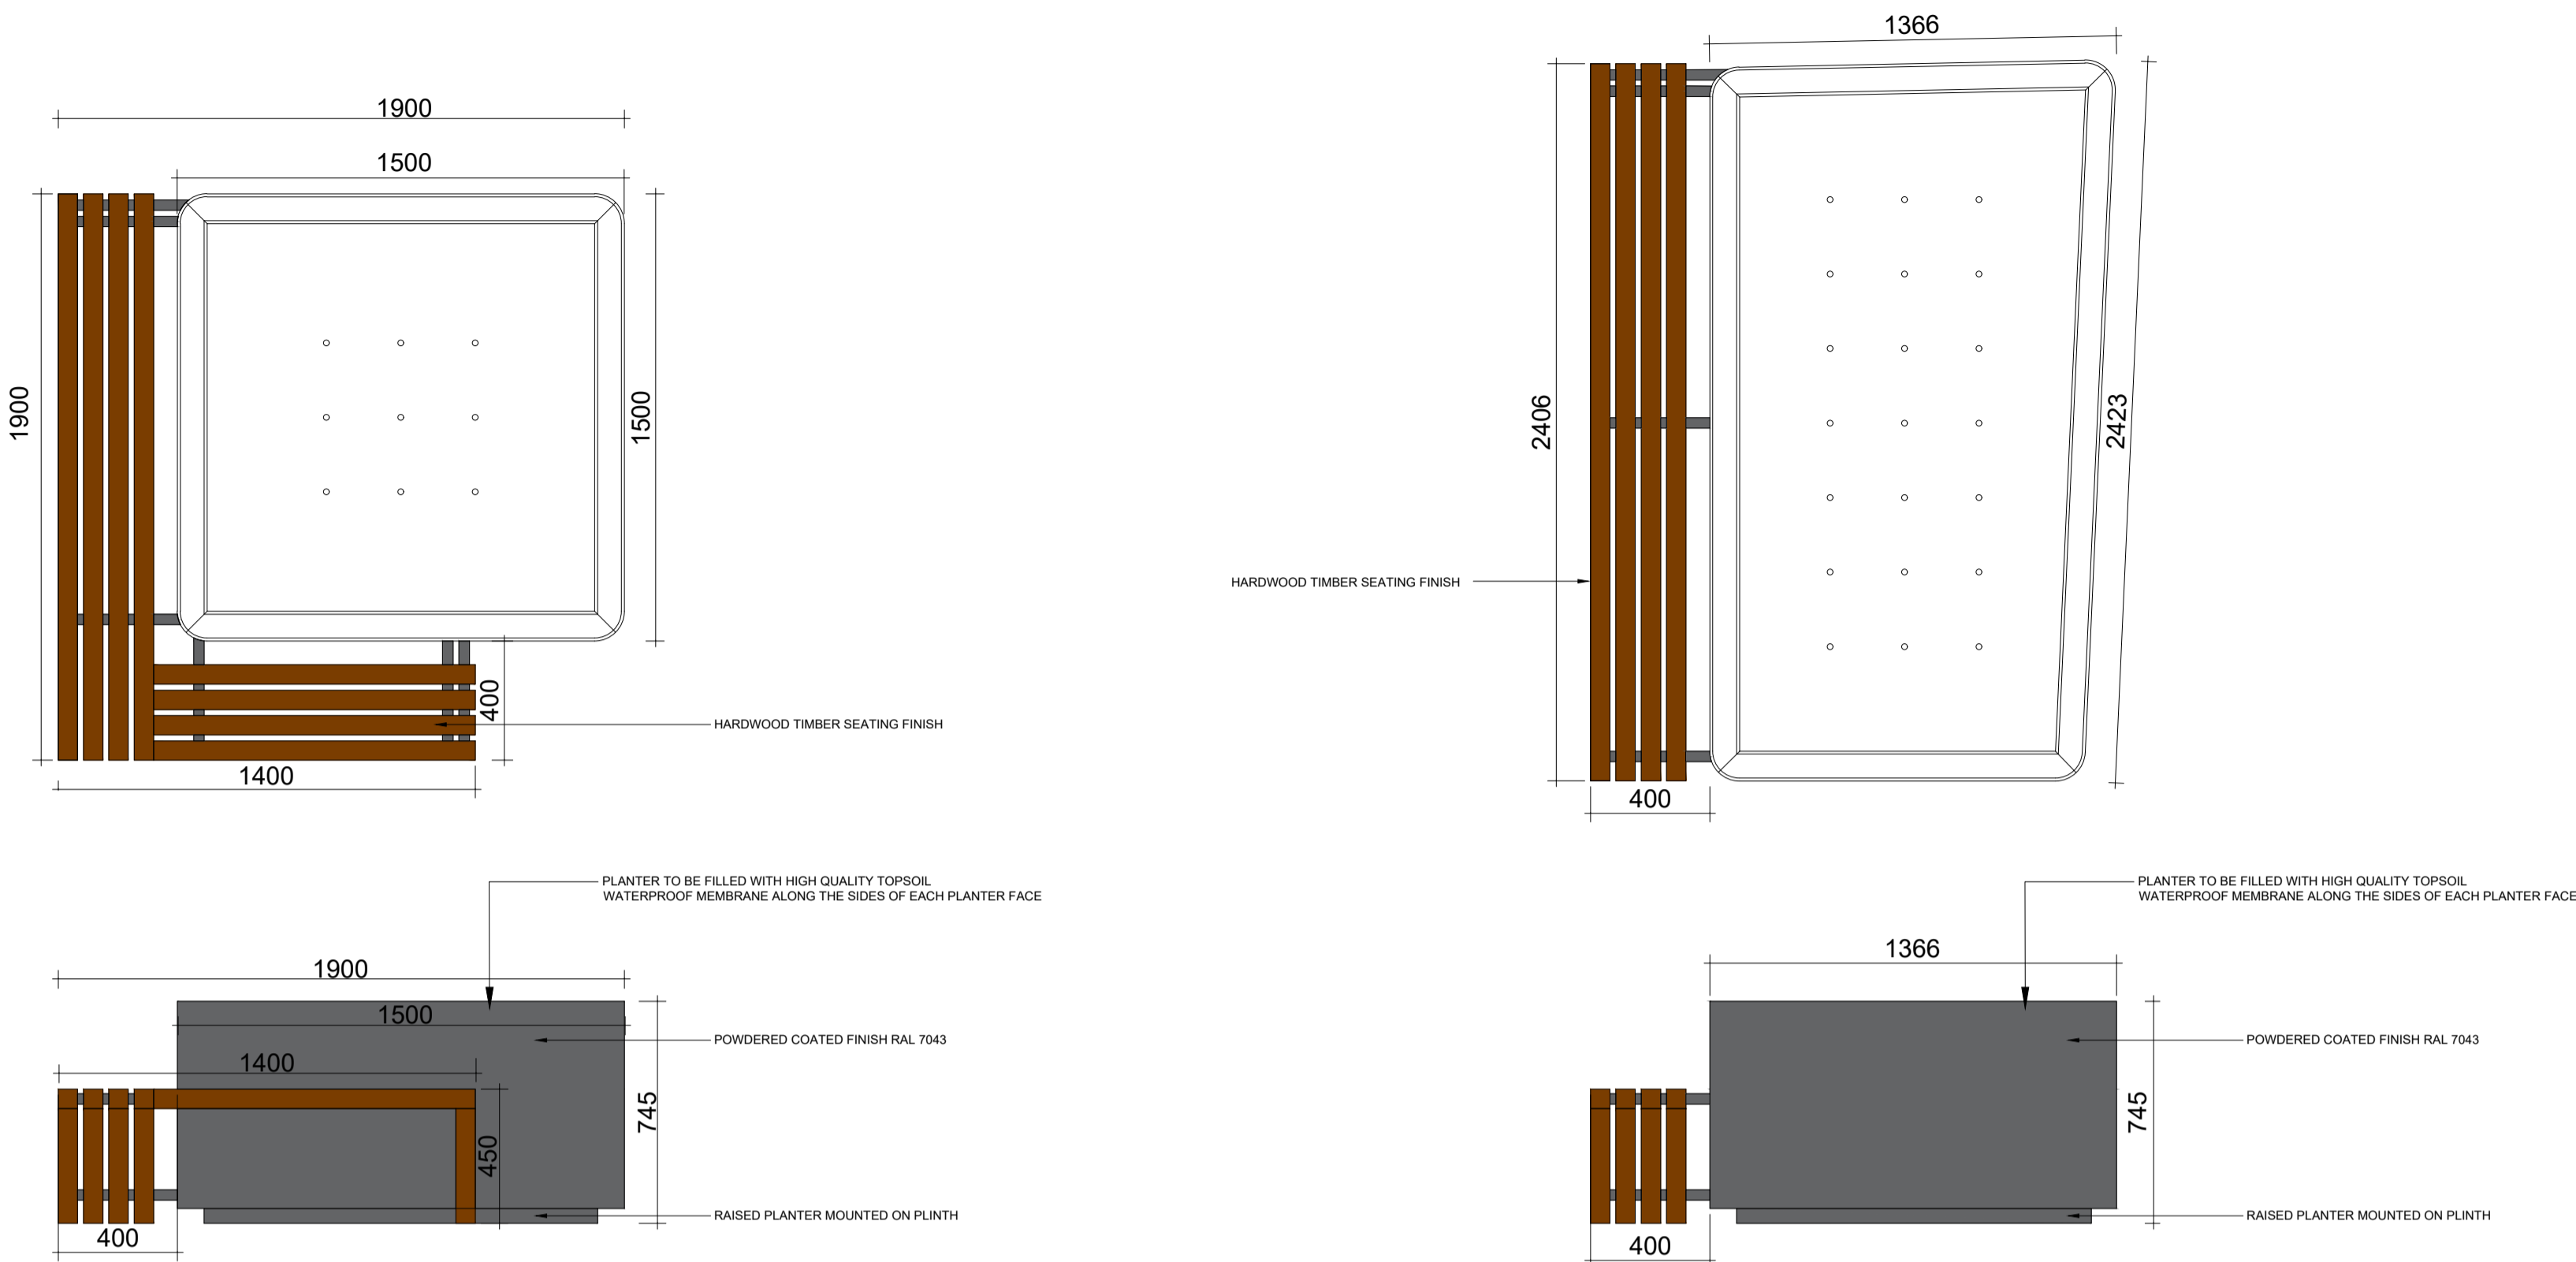 1900
1500
1900
1500
400
HARDWOOD TIMBER SEATING FINISH
1400
PLANTER TO BE FILLED WITH HIGH QUALITY TOPSOIL
WATERPROOF MEMBRANE ALONG THE SIDES OF EACH PLANTER FACE
1900
1500
POWDERED COATED FINISH RAL 7043
1400
745
450
RAISED PLANTER MOUNTED ON PLINTH
400
1366
2406
2423
HARDWOOD TIMBER SEATING FINISH
400
PLANTER TO BE FILLED WITH HIGH QUALITY TOPSOIL
WATERPROOF MEMBRANE ALONG THE SIDES OF EACH PLANTER FACE
1366
POWDERED COATED FINISH RAL 7043
745
RAISED PLANTER MOUNTED ON PLINTH
400